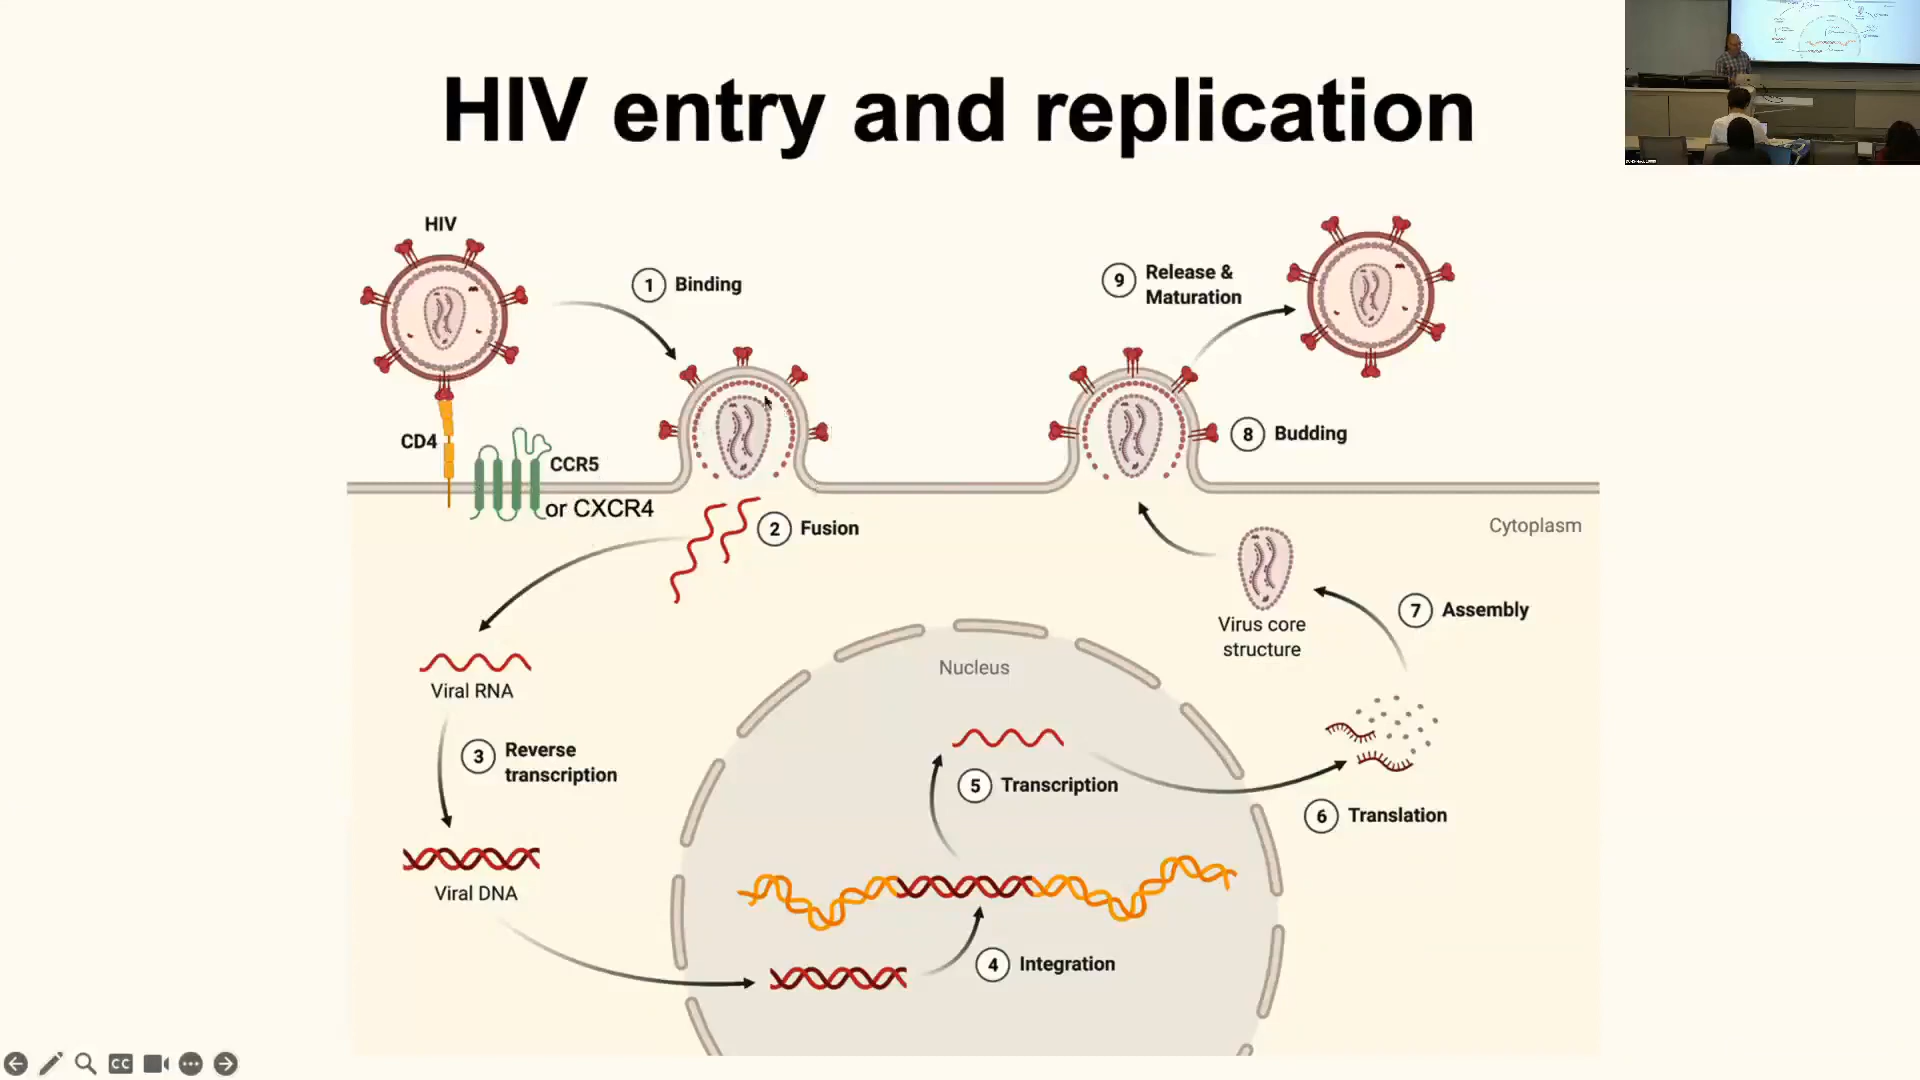 HIV entry and replication
HIV
1 Binding
9 Release &
Maturation
CD4
CCR5
or CXCR4
8 Budding
2 Fusion
Cytoplasm
Virus core
structure
7 Assembly
Nucleus
Viral RNA
3 Reverse
transcription
5 Transcription
6 Translation
Viral DNA
4 Integration
CC